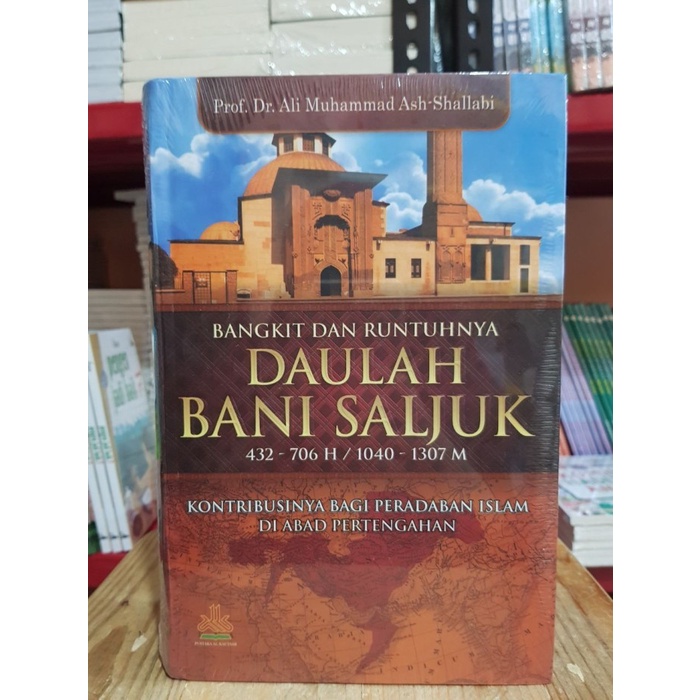 Prof. Dr. Ali Muhammad Ash-Shallabi
BANGKIT DAN RUNTUHNYA
DAULAH
BANI SALJUK
432 - 706 H / 1040 - 1307 M
KONTRIBUSINYA BAGI PERADABAN ISLAM
DI ABAD PERTENGAHAN